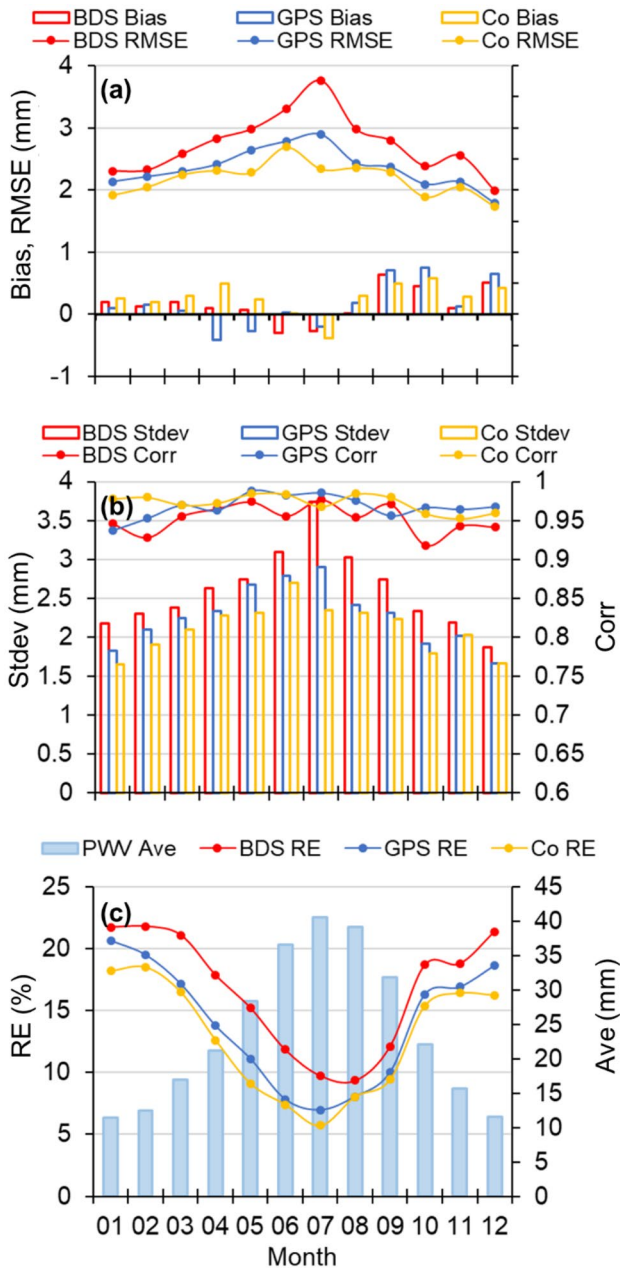 BDS Bias GPS Bias Co Bias
BDS RMSE GPS RMSE Co RMSE
(a)
Bias, RMSE (mm)
4
3
2
1
0
-1
BDS Stdev GPS Stdev Co Stdev
BDS Corr GPS Corr Co Corr
(b)
Stdev (mm)
4
3.5
3
2.5
2
1.5
1
0.5
0
1
0.95
0.9
0.85
0.8
0.75
0.7
0.65
0.6
Corr
PWV Ave BDS RE GPS RE Co RE
(c)
RE (%)
25
20
15
10
5
0
45
40
35
30
25
20
15
10
5
0
Ave (mm)
01 02 03 04 05 06 07 08 09 10 11 12
Month